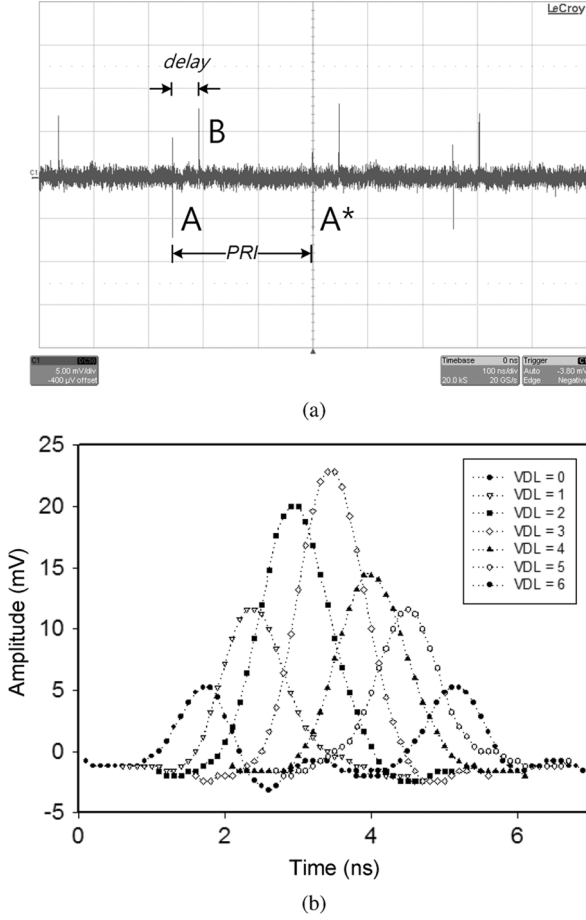 LeCroy
delay
B
C1
A
A*
PRI
C1 DC50
5.00 mV/div
-400 µV offset
Timebase 0 ns
100 ns/div
20.0 kS 20 GS/s
Trigger C1
Auto -3.80 mV
Edge Negative
(a)
25
20
15
10
5
0
-5
Amplitude (mV)
VDL = 0
VDL = 1
VDL = 2
VDL = 3
VDL = 4
VDL = 5
VDL = 6
0 2 4 6
Time (ns)
(b)